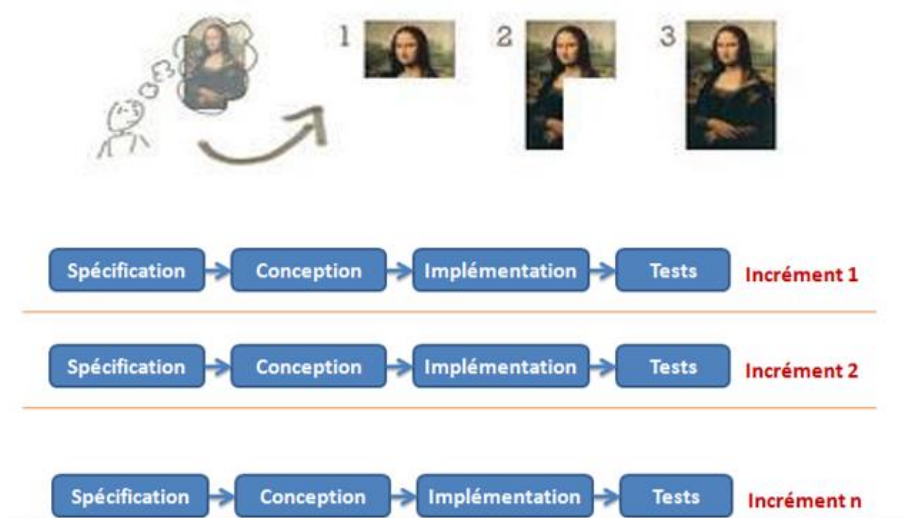 1 2 3
Spécification Conception Implémentation Tests Incrément 1
Spécification Conception Implémentation Tests Incrément 2
Spécification Conception Implémentation Tests Incrément n